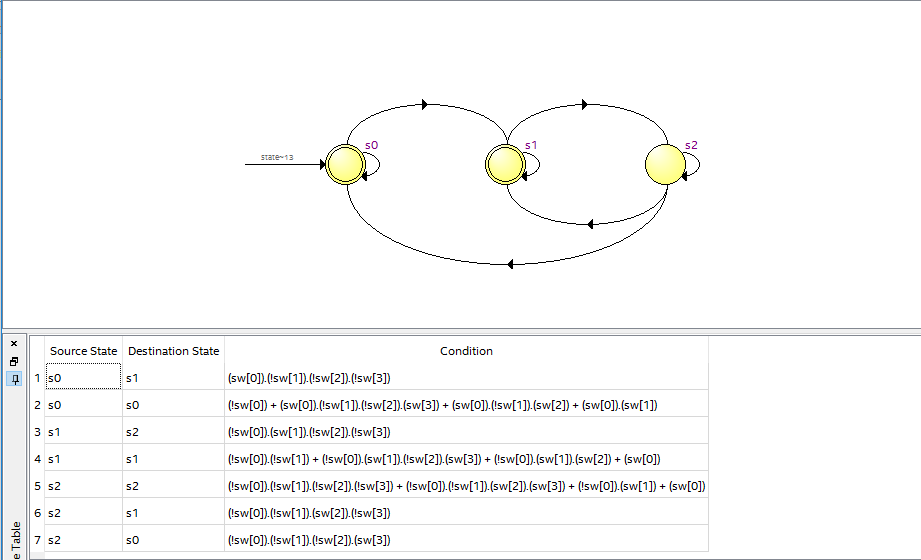 s0
s1
s2
state~13
Source State Destination State Condition
1 s0 s1 (sw[0]).(!sw[1]).(!sw[2]).(!sw[3])
2 s0 s0 (!sw[0]) + (sw[0]).(!sw[1]).(!sw[2]).(sw[3]) + (sw[0]).(!sw[1]).(sw[2]) + (sw[0]).(sw[1])
3 s1 s2 (!sw[0]).(sw[1]).(!sw[2]).(!sw[3])
4 s1 s1 (!sw[0]).(!sw[1]) + (!sw[0]).(sw[1]).(!sw[2]).(sw[3]) + (!sw[0]).(sw[1]).(sw[2]) + (sw[0])
5 s2 s2 (!sw[0]).(!sw[1]).(!sw[2]).(!sw[3]) + (!sw[0]).(!sw[1]).(sw[2]).(sw[3]) + (!sw[0]).(sw[1]) + (sw[0])
6 s2 s1 (!sw[0]).(!sw[1]).(sw[2]).(!sw[3])
7 s2 s0 (!sw[0]).(!sw[1]).(!sw[2]).(sw[3])
e Table